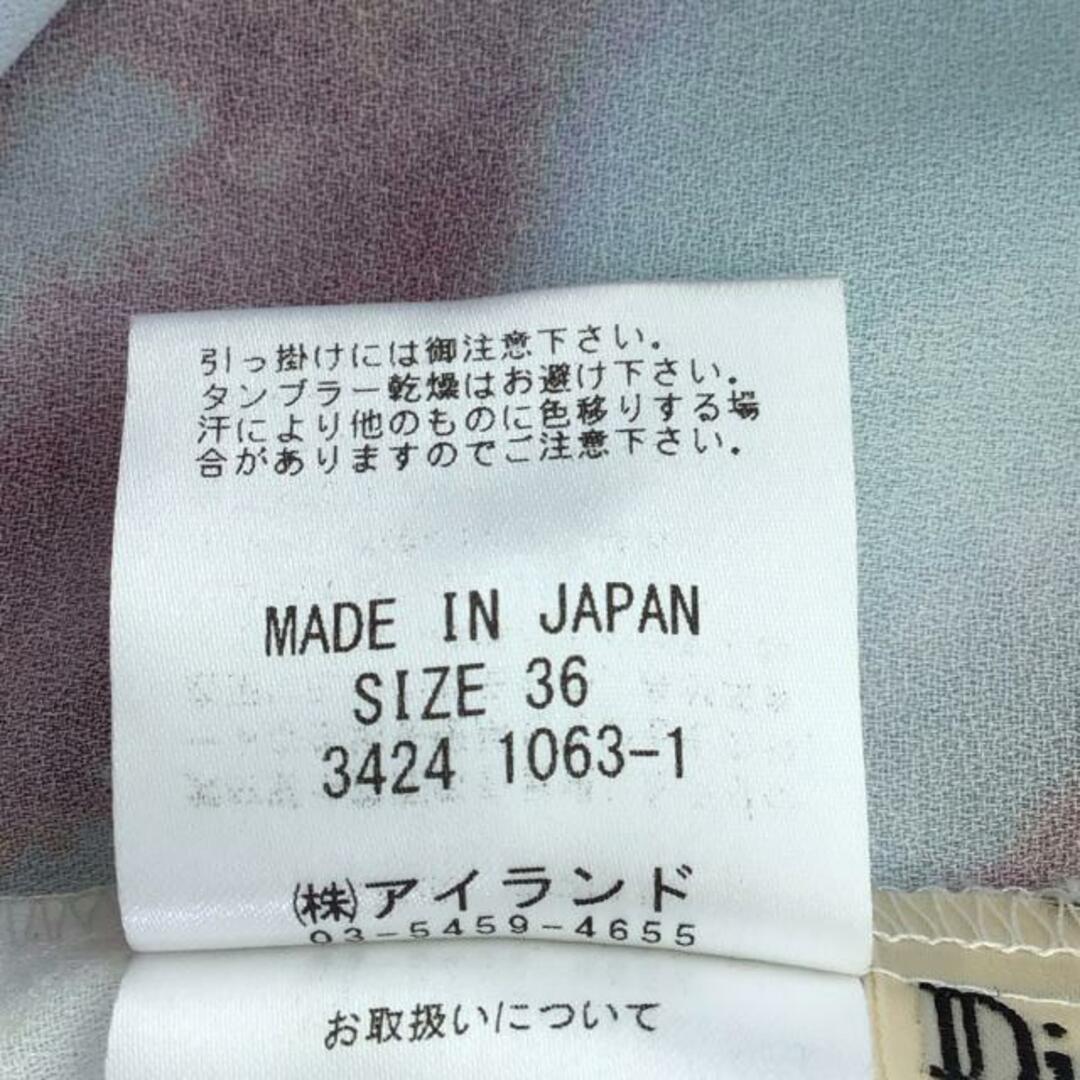 引っ掛けには御注意下さい.
タンブラー乾燥はお避け下さい.
汗により他のものに色移りする場
合がありますのでご注意下さい.
MADE IN JAPAN
SIZE 36
3424 1063-1
㈱アイランド
03-5459-4655
お取扱いについて
Di